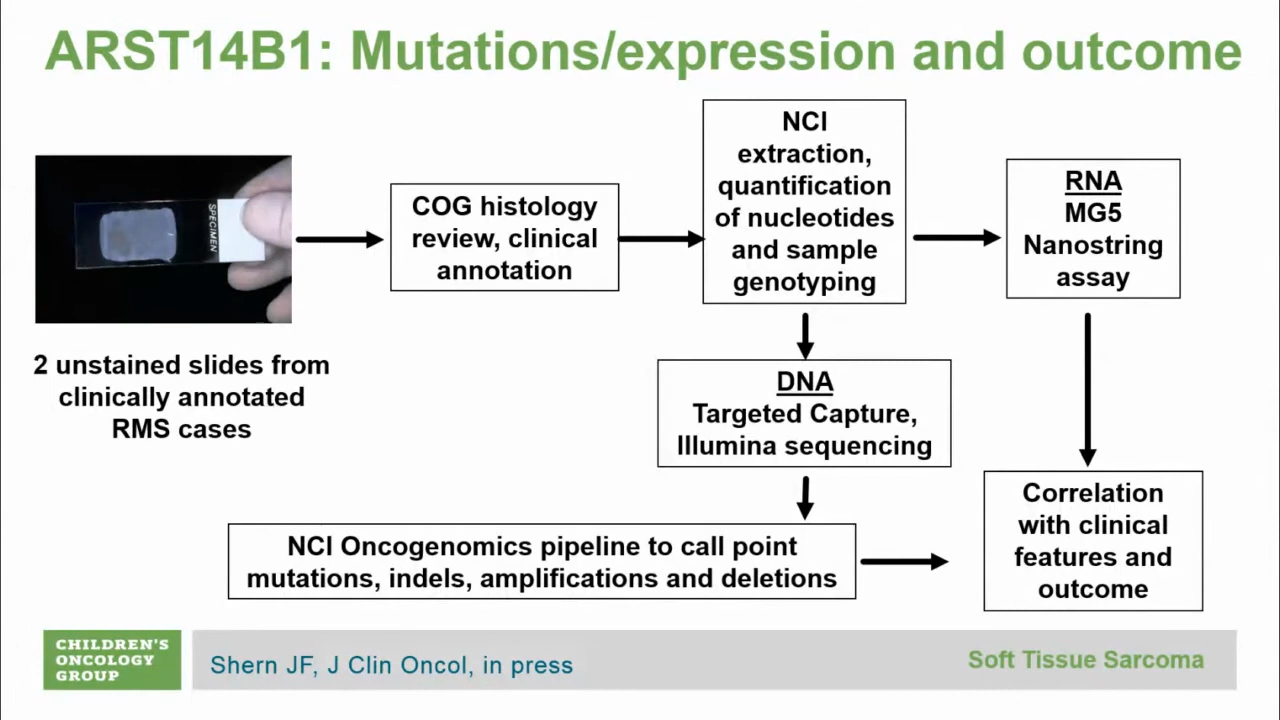 ARST14B1: Mutations/expression and outcome
SPECIMEN
2 unstained slides from
clinically annotated
RMS cases
COG histology
review, clinical
annotation
NCI
extraction,
quantification
of nucleotides
and sample
genotyping
RNA
MG5
Nanostring
assay
DNA
Targeted Capture,
Illumina sequencing
NCI Oncogenomics pipeline to call point
mutations, indels, amplifications and deletions
Correlation
with clinical
features and
outcome
CHILDREN'S
ONCOLOGY
GROUP
Shern JF, J Clin Oncol, in press
Soft Tissue Sarcoma